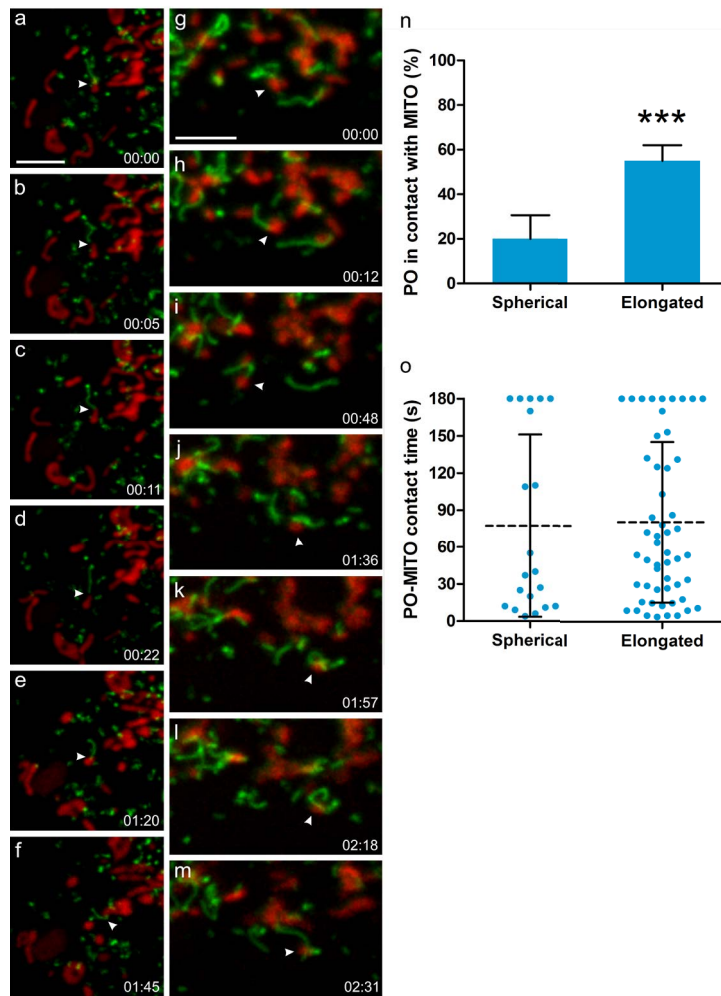 a
00:00
b
00:05
c
00:11
d
00:22
e
01:20
f
01:45
g
00:00
h
00:12
i
00:48
j
01:36
k
01:57
l
02:18
m
02:31
n
PO in contact with MITO (%)
100
80
60
40
20
0
***
Spherical
Elongated
o
PO-MITO contact time (s)
180
150
120
90
60
30
0
Spherical
Elongated